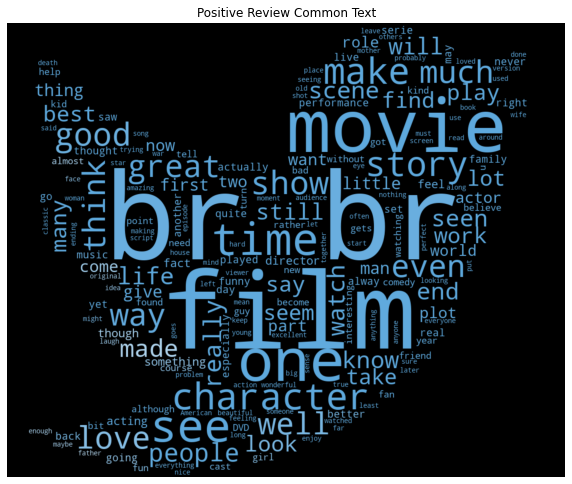 Positive Review Common Text
death
never
help
leave
others
serie
mother
probably
role
will
may
done
thing
kid
live
loved
version
make
much
place
seeing
used
best
saw
scene
find
play
old
kind
shot
said
song
performance
right
good
now
movie
trying
thought
war
tell
got
must
use
around
book
wife
almost
star
actually
want
without
screen
read
great
story
family
face
amazing
first
two
show
bad
eye
lot
think
woman
turn
moment
rather
audience
little
feel
along
nothing
go
many
br br
actor
classic
ending
episode
another
point
quite
still
let
often
set
seen
believe
making
script
time
together
gets
perfect
work
music
need
played
hard
start
watching
house
director
man
world
come
fact
mind
viewer
new
even
looking
put
original
life
funny
alway
comedy
idea
give
left
day
say
watch
interesting
anything
anyone
end
yet
found
film
mean
become
everyone
might
way
guy
seem
plot
goes
keep
part
real
though
especially
young
excellent
year
laugh
made
really
one
know
friend
something
sense
sure
course
big
take
later
problem
action
wonderful
true
fan
character
least
American
beautiful
someone
although
feeling
better
acting
DVD
watched
enough
bit
see
well
long
far
back
love
look
enjoy
maybe
going
people
girl
father
fun
everything
cast
nice